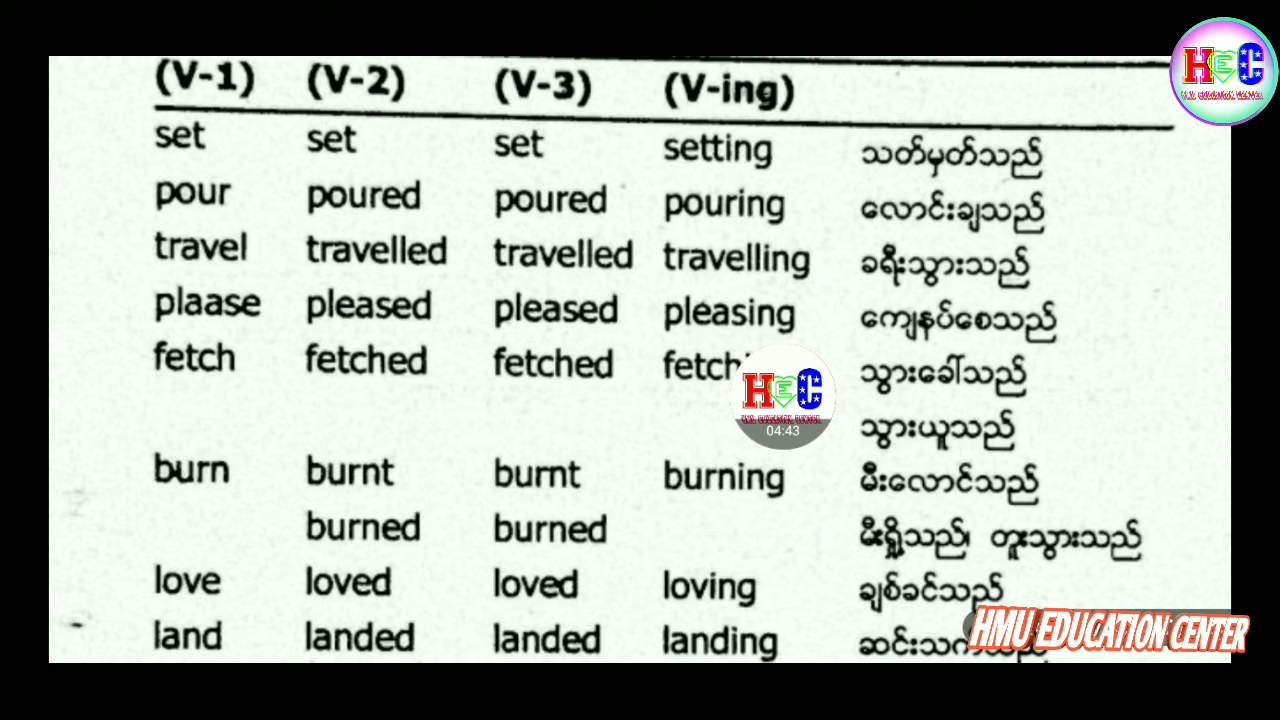 (V-1) (V-2) (V-3) (V-ing)
set set set setting သတ်မှတ်သည်
pour poured poured pouring လောင်းချသည်
travel travelled travelled travelling ခရီးသွားသည်
plaase pleased pleased pleasing ကျေနပ်စေသည်
fetch fetched fetched သွားခေါ်သည်
သွားယူသည်
burn burnt burnt burning မီးလောင်သည်
burned burned မီးရှို့သည်၊ တူးသွားသည်
love loved loved loving ချစ်ခင်သည်
land landed landed landing
HEC
HEC
04:43
HMU EDUCATION CENTER